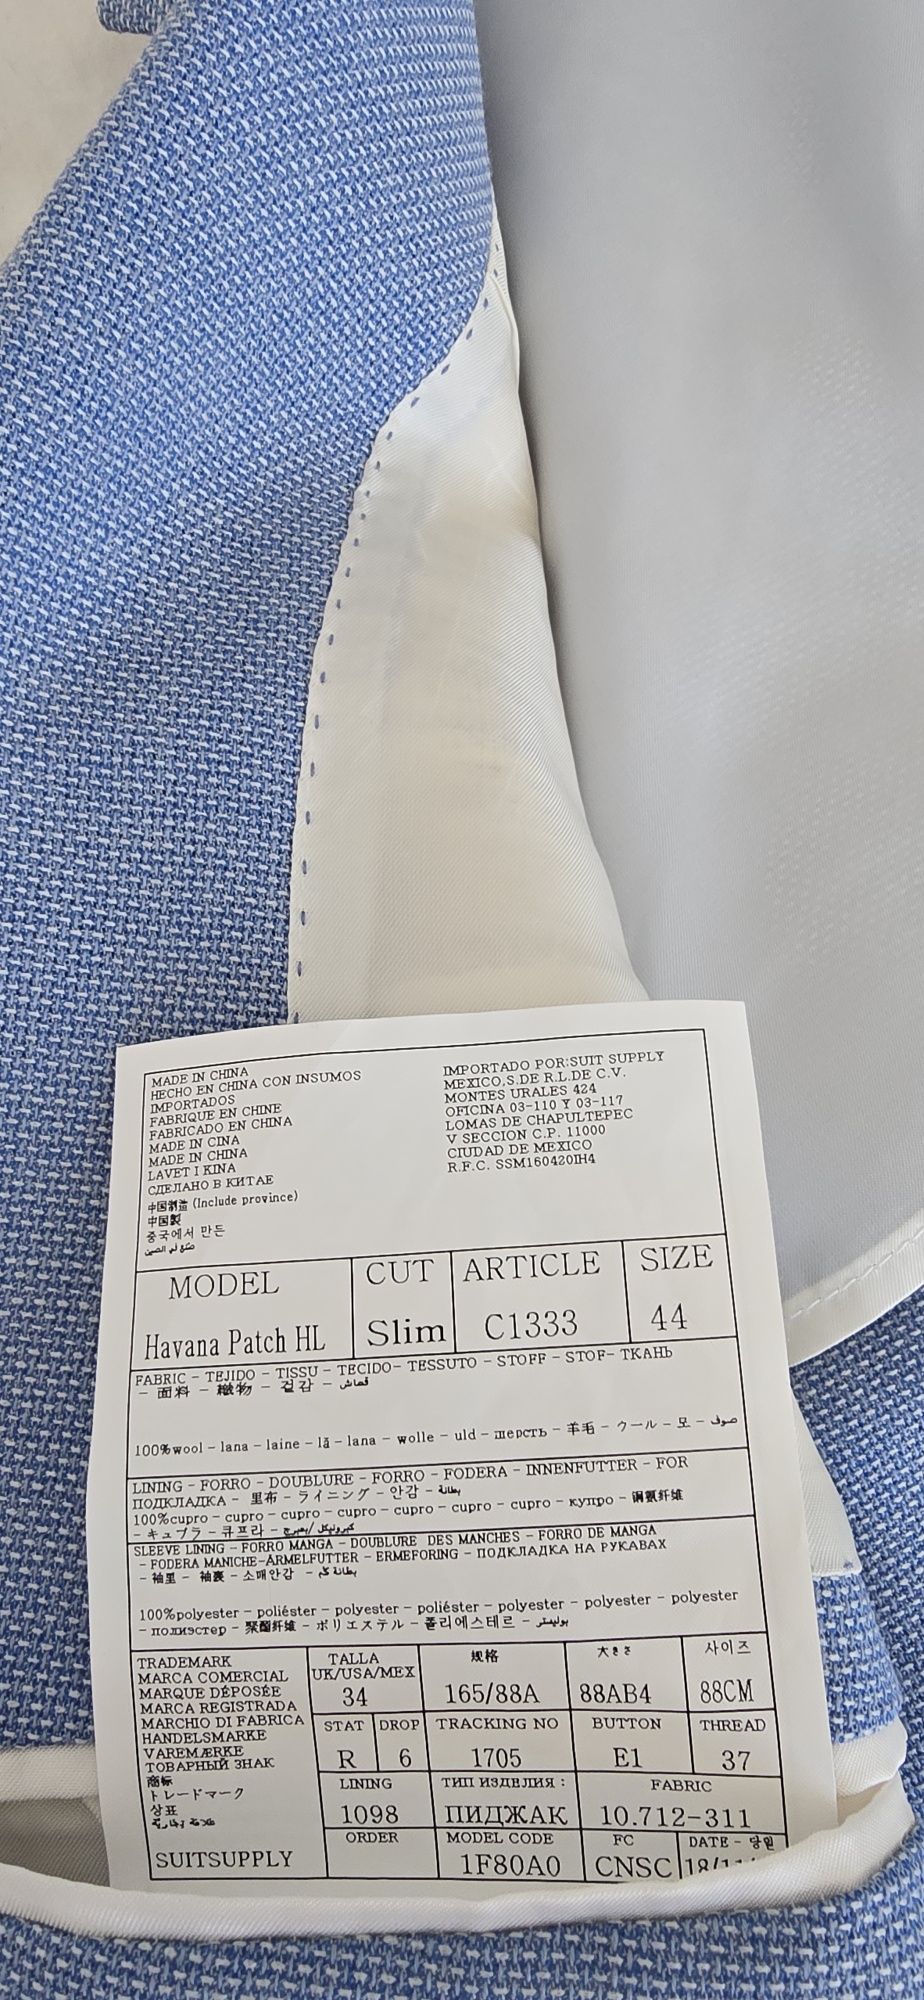 MADE IN CHINA
HECHO EN CHINA CON INSUMOS
IMPORTADOS
FABRIQUE EN CHINE
FABRICADO EN CHINA
MADE IN CINA
MADE IN CHINA
LAVET I KINA
СДЕЛАНО В КИТАЕ
中国制造 (Include province)
中国製
중국에서 만든
صنع في الصين
IMPORTADO POR:SUIT SUPPLY
MEXICO,S.DE R.L.DE C.V.
MONTES URALES 424
OFICINA 03-110 Y 03-117
LOMAS DE CHAPULTEPEC
V SECCION C.P. 11000
CIUDAD DE MEXICO
R.F.C. SSM160420IH4
MODEL CUT ARTICLE SIZE
Havana Patch HL Slim C1333 44
FABRIC - TEJIDO - TISSU - TECIDO- TESSUTO - STOFF - STOF- ТКАНЬ
- 面料 - 織物 - 겉감 - قماش
100%wool - lana - laine - lã - lana - wolle - uld - шерсть - 羊毛 - ウール - 모 - صوف
LINING - FORRO - DOUBLURE - FORRO - FODERA - INNENFUTTER - FOR
ПОДКЛАДКА - 里布 - ライニング - 안감 - بطانة
100%cupro - cupro - cupro - cupro - cupro - cupro - cupro - купро - 铜氨纤维
- キュプラ - 큐프라 -
SLEEVE LINING - FORRO MANGA - DOUBLURE DES MANCHES - FORRO DE MANGA
- FODERA MANICHE-ÄRMELFUTTER - ERMEFORING - ПОДКЛАДКА НА РУКАВАХ
- 袖里 - 袖裏 - 소매안감 - بطانة كم
100%polyester - poliéster - polyester - poliéster - polyester - polyester - polyester
- полиэстер - 聚酯纤维 - ポリエステル - 폴리에스테르 - بوليستر
TRADEMARK
MARCA COMERCIAL
MARQUE DÉPOSÉE
MARCA REGISTRADA
MARCHIO DI FABRICA
HANDELSMARKE
VAREMÆRKE
ТОВАРНЫЙ ЗНАК
商标
トレードマーク
상표
علامة تجارية
SUITSUPPLY
TALLA 规格 大きさ 사이즈
UK/USA/MEX
34 165/88A 88AB4 88CM
STAT DROP TRACKING NO BUTTON THREAD
R 6 1705 E1 37
LINING ТИП ИЗДЕЛИЯ : FABRIC
1098 ПИДЖАК 10.712-311
ORDER MODEL CODE FC DATE -
1F80A0 CNSC 18/11/